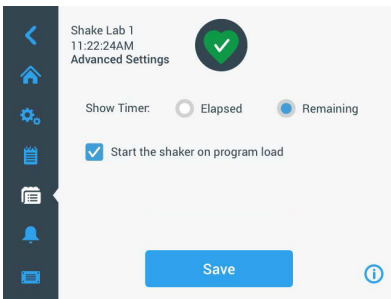 Shake Lab 1
11:22:24AM
Advanced Settings
Show Timer: Elapsed Remaining
Start the shaker on program load
Save